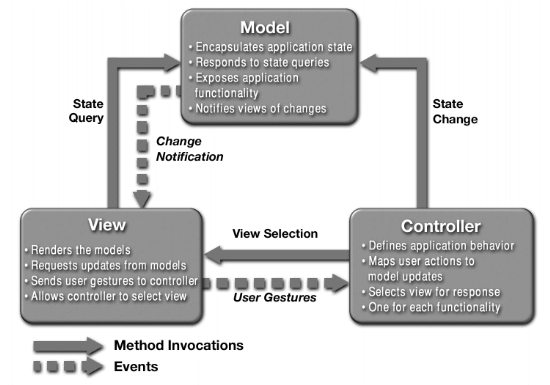 Model
• Encapsulates application state
• Responds to state queries
• Exposes application
functionality
• Notifies views of changes
State
Query
Change
Notification
State
Change
View
• Renders the models
• Requests updates from models
• Sends user gestures to controller
• Allows controller to select view
View Selection
User Gestures
Controller
• Defines application behavior
• Maps user actions to
model updates
• Selects view for response
• One for each functionality
Method Invocations
Events